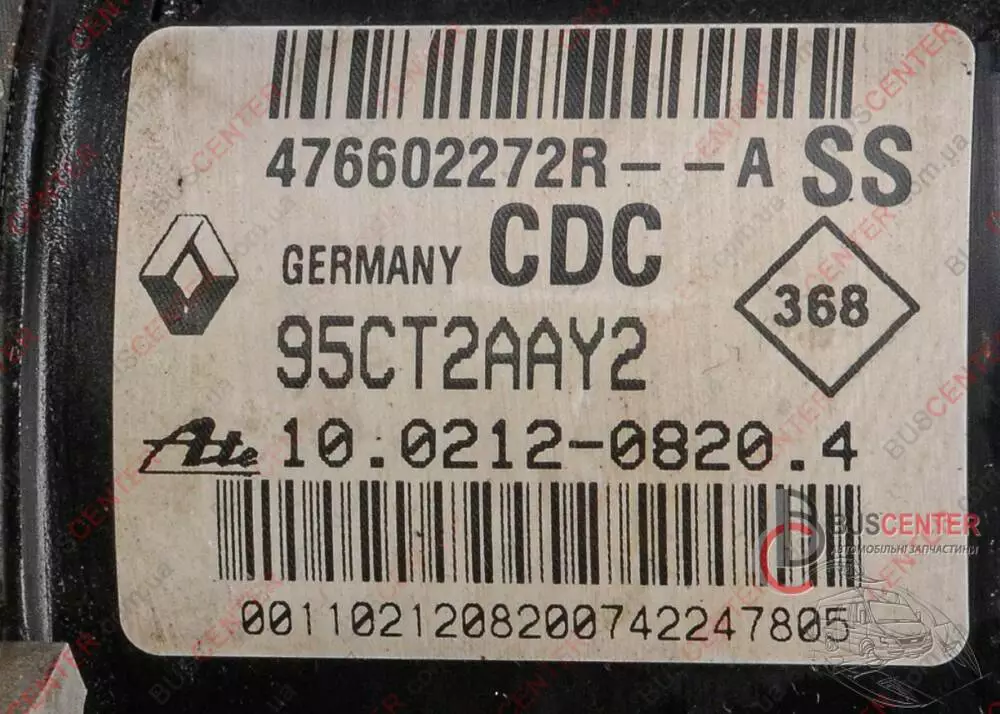 476602272R---A SS
GERMANY CDC
368
95CT2AAY2
Ate 10.0212-0820.4
BUSCENTER
АВТОМОБІЛЬНІ ЗАПЧАСТИНИ
0011021208200742247805